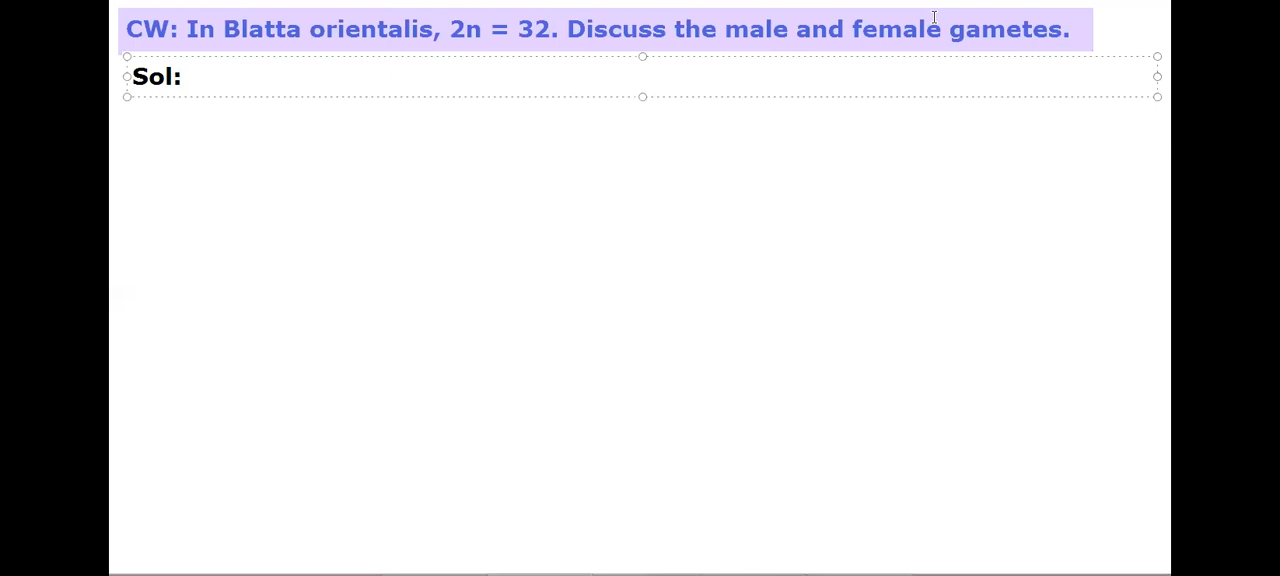 CW: In Blatta orientalis, 2n = 32. Discuss the male and female gametes.
Sol: